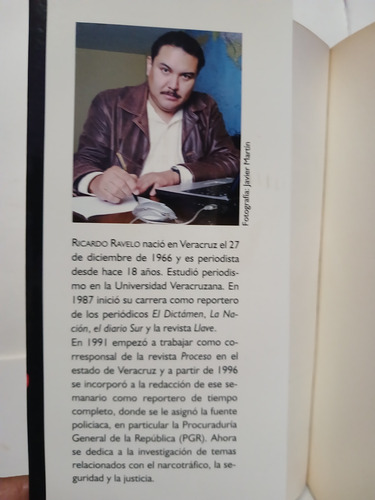 Fotografía: Javier Martín
RICARDO RAVELO nació en Veracruz el 27
de diciembre de 1966 y es periodista
desde hace 18 años. Estudió periodis-
mo en la Universidad Veracruzana. En
1987 inició su carrera como reportero
de los periódicos El Dictámen, La Na-
ción, el diario Sur y la revista Llave.
En 1991 empezó a trabajar como co-
rresponsal de la revista Proceso en el
estado de Veracruz y a partir de 1996
se incorporó a la redacción de ese se-
manario como reportero de tiempo
completo, donde se le asignó la fuente
policiaca, en particular la Procuraduría
General de la República (PGR). Ahora
se dedica a la investigación de temas
relacionados con el narcotráfico, la se-
guridad y la justicia.